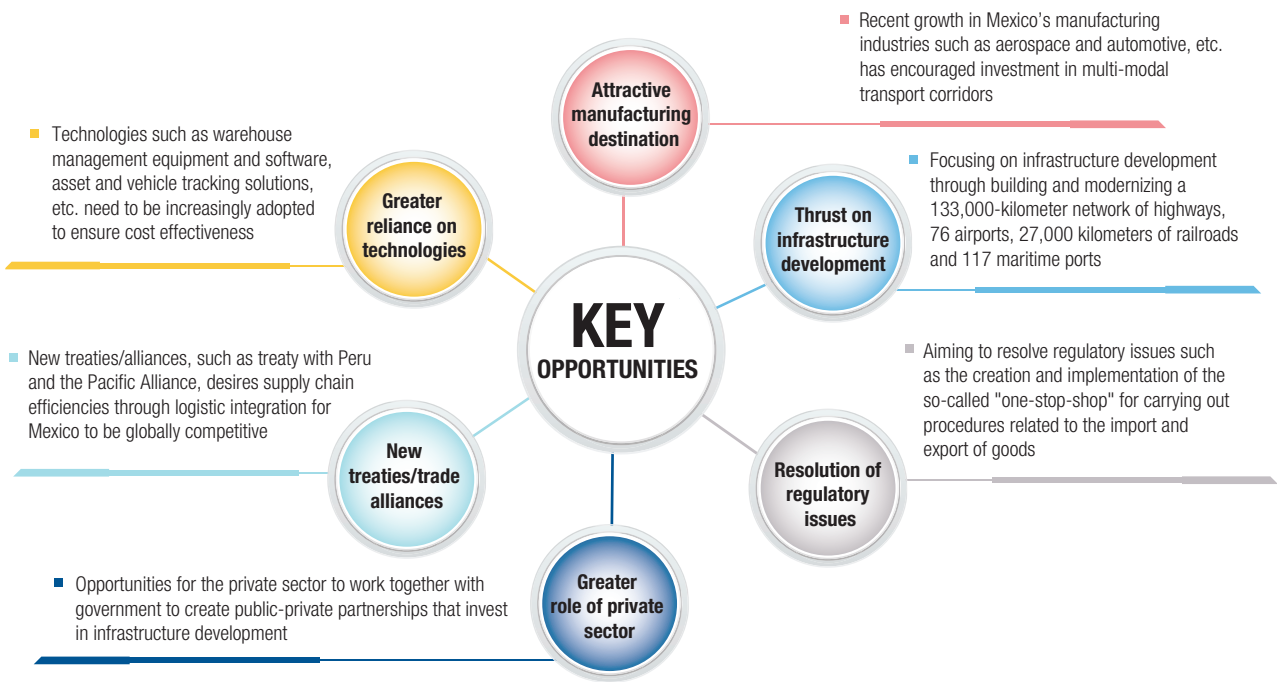 KEY
OPPORTUNITIES
Attractive
manufacturing
destination
Recent growth in Mexico’s manufacturing
industries such as aerospace and automotive, etc.
has encouraged investment in multi-modal
transport corridors
Thrust on
infrastructure
development
Focusing on infrastructure development
through building and modernizing a
133,000-kilometer network of highways,
76 airports, 27,000 kilometers of railroads
and 117 maritime ports
Resolution of
regulatory
issues
Aiming to resolve regulatory issues such
as the creation and implementation of the
so-called "one-stop-shop" for carrying out
procedures related to the import and
export of goods
Greater
role of private
sector
Opportunities for the private sector to work together with
government to create public-private partnerships that invest
in infrastructure development
New
treaties/trade
alliances
New treaties/alliances, such as treaty with Peru
and the Pacific Alliance, desires supply chain
efficiencies through logistic integration for
Mexico to be globally competitive
Greater
reliance on
technologies
Technologies such as warehouse
management equipment and software,
asset and vehicle tracking solutions,
etc. need to be increasingly adopted
to ensure cost effectiveness